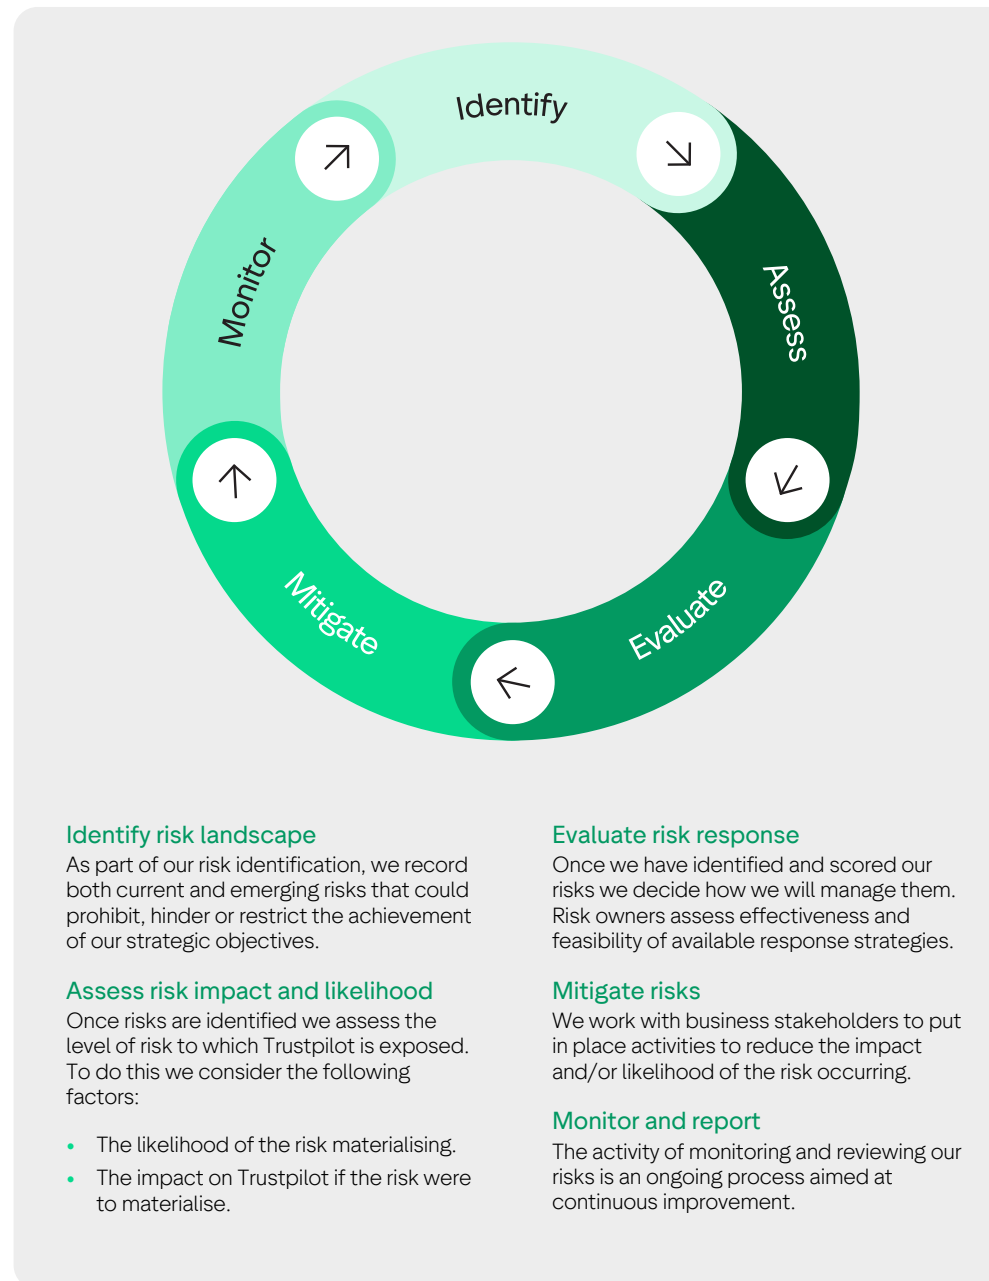 Identify
Assess
Evaluate
Mitigate
Monitor
Identify risk landscape
As part of our risk identification, we record
both current and emerging risks that could
prohibit, hinder or restrict the achievement
of our strategic objectives.
Assess risk impact and likelihood
Once risks are identified we assess the
level of risk to which Trustpilot is exposed.
To do this we consider the following
factors:
• The likelihood of the risk materialising.
• The impact on Trustpilot if the risk were
to materialise.
Evaluate risk response
Once we have identified and scored our
risks we decide how we will manage them.
Risk owners assess effectiveness and
feasibility of available response strategies.
Mitigate risks
We work with business stakeholders to put
in place activities to reduce the impact
and/or likelihood of the risk occurring.
Monitor and report
The activity of monitoring and reviewing our
risks is an ongoing process aimed at
continuous improvement.